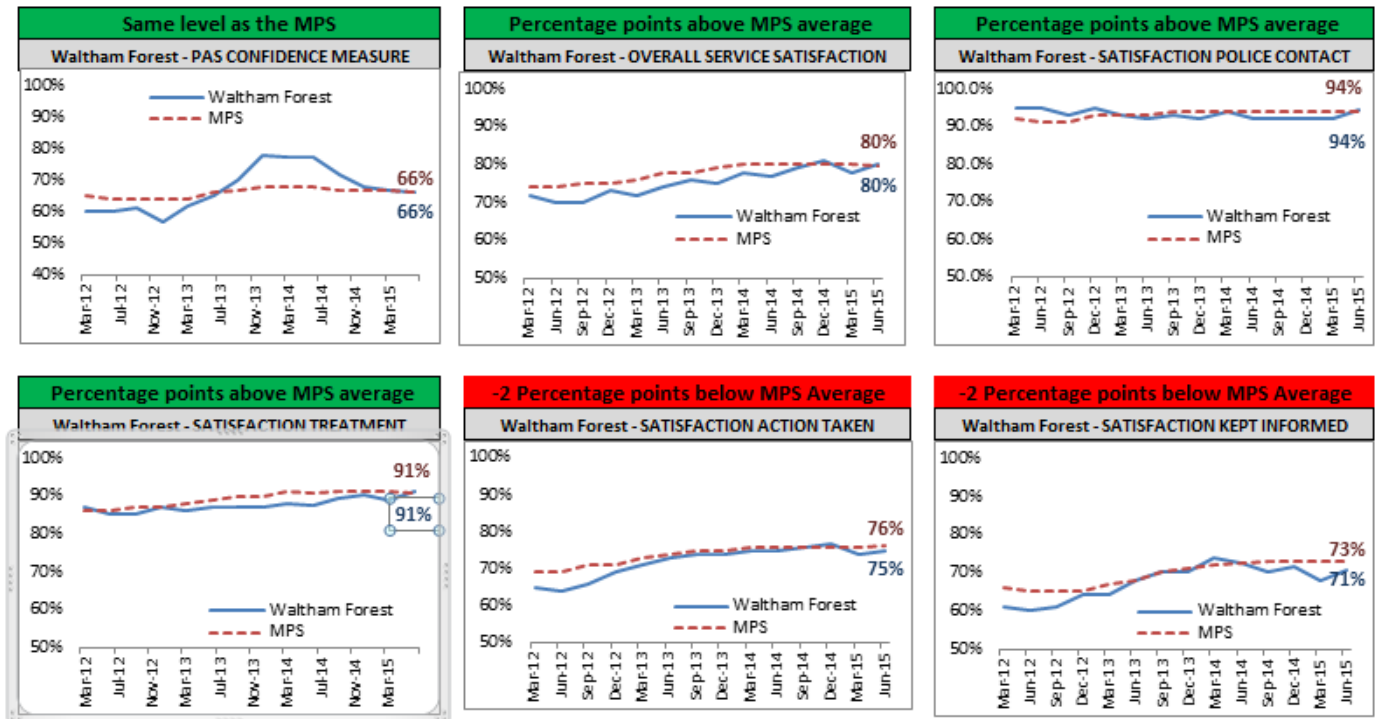 Same level as the MPS
Waltham Forest - PAS CONFIDENCE MEASURE
100%
90%
80%
70%
60%
50%
40%
Waltham Forest
MPS
66%
66%
Mar-12
Jul-12
Nov-12
Mar-13
Jul-13
Nov-13
Mar-14
Jul-14
Nov-14
Mar-15
Percentage points above MPS average
Waltham Forest - OVERALL SERVICE SATISFACTION
100%
90%
80%
70%
60%
50%
80%
80%
Waltham Forest
MPS
Mar-12
Jun-12
Sep-12
Dec-12
Mar-13
Jun-13
Sep-13
Dec-13
Mar-14
Jun-14
Sep-14
Dec-14
Mar-15
Jun-15
Percentage points above MPS average
Waltham Forest - SATISFACTION POLICE CONTACT
100.0%
90.0%
80.0%
70.0%
60.0%
50.0%
94%
94%
Waltham Forest
MPS
Mar-12
Jun-12
Sep-12
Dec-12
Mar-13
Jun-13
Sep-13
Dec-13
Mar-14
Jun-14
Sep-14
Dec-14
Mar-15
Jun-15
Percentage points above MPS average
Waltham Forest - SATISFACTION TREATMENT
100%
90%
80%
70%
60%
50%
91%
91%
Waltham Forest
MPS
Mar-12
Jul-12
Nov-12
Mar-13
Jul-13
Nov-13
Mar-14
Jul-14
Nov-14
Mar-15
-2 Percentage points below MPS Average
Waltham Forest - SATISFACTION ACTION TAKEN
100%
90%
80%
70%
60%
50%
76%
75%
Waltham Forest
MPS
Mar-12
Jun-12
Sep-12
Dec-12
Mar-13
Jun-13
Sep-13
Dec-13
Mar-14
Jun-14
Sep-14
Dec-14
Mar-15
Jun-15
-2 Percentage points below MPS Average
Waltham Forest - SATISFACTION KEPT INFORMED
100%
90%
80%
70%
60%
50%
73%
71%
Waltham Forest
MPS
Mar-12
Jun-12
Sep-12
Dec-12
Mar-13
Jun-13
Sep-13
Dec-13
Mar-14
Jun-14
Sep-14
Dec-14
Mar-15
Jun-15